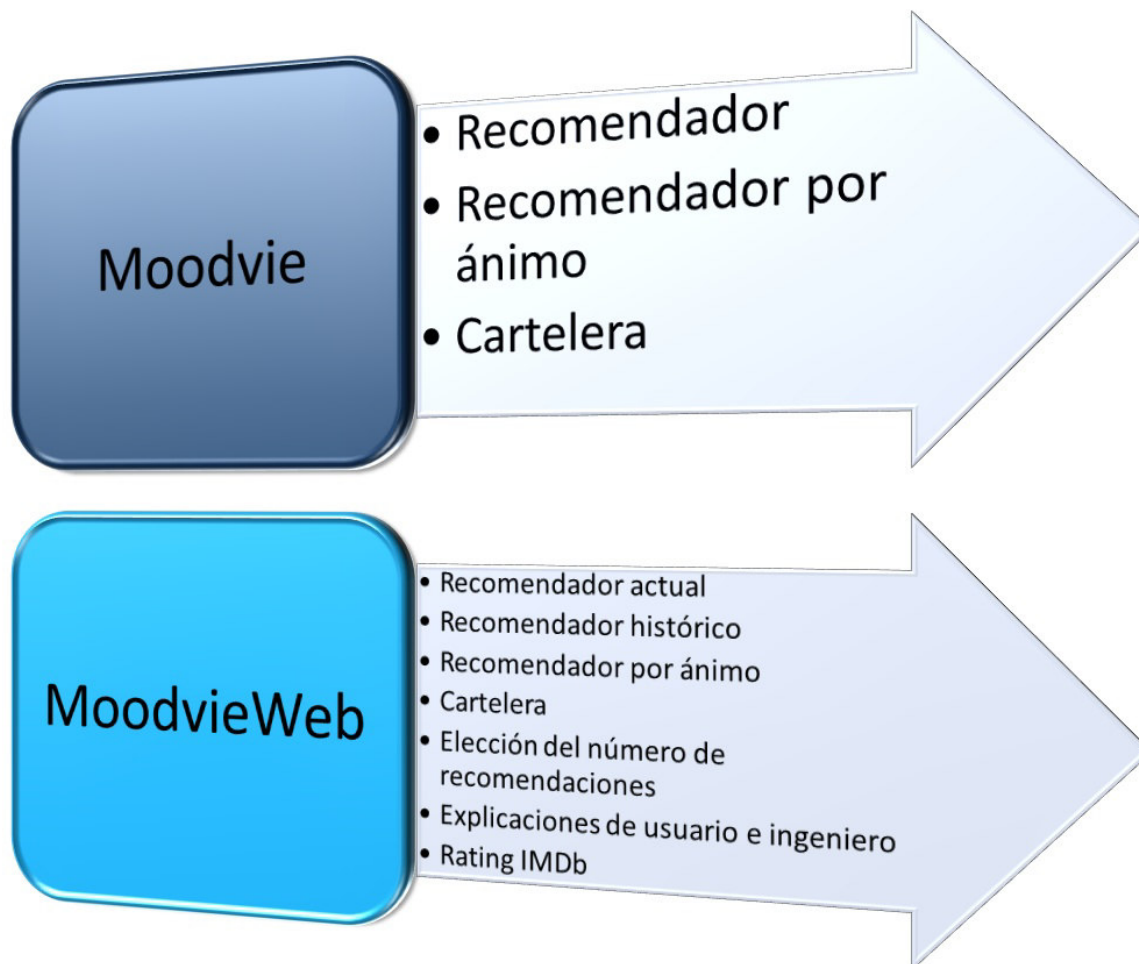 Moodvie
• Recomendador
• Recomendador por
ánimo
• Cartelera
MoodvieWeb
• Recomendador actual
• Recomendador histórico
• Recomendador por ánimo
• Cartelera
• Elección del número de
recomendaciones
• Explicaciones de usuario e ingeniero
• Rating IMDb